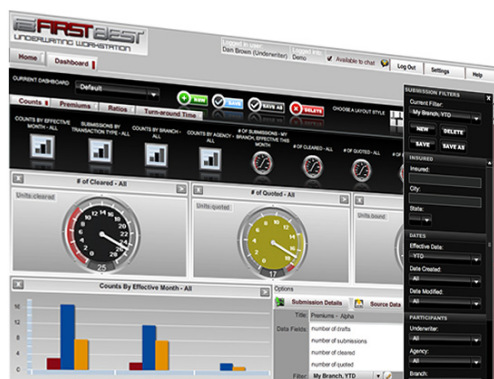 FIRSTBEST
UNDERWRITING WORKSTATION
Logged in user:
Dan Brown (Underwriter)
Logged into:
Demo
Available to chat
Log Out
Settings
Help
Home
Dashboard
CURRENT DASHBOARD
Default
NEW
SAVE
SAVE AS
DELETE
CHOOSE A LAYOUT STYLE
Counts
Premiums
Ratios
Turn-around Time
COUNTS BY EFFECTIVE MONTH - ALL
SUBMISSIONS BY TRANSACTION TYPE - ALL
COUNTS BY BRANCH - ALL
COUNTS BY AGENCY - ALL
# OF SUBMISSIONS - MY BRANCH, EFFECTIVE THIS MONTH
# OF CLEARED - ALL
# OF QUOTED - ALL
# of Cleared - All
Units: cleared
25
# of Quoted - All
Units: quoted
17
Units: bound
Counts By Effective Month - All
16
12
8
4
0
Options
Submission Details
Source Data
Title:
Premiums - Alpha
Data Fields:
number of drafts
number of submissions
number of cleared
number of quoted
Filter:
My Branch, YTD
SUBMISSION FILTERS
Current Filter:
My Branch, YTD
NEW
DELETE
SAVE
SAVE AS
INSURED
Insured:
City:
State:
DATES
Effective Date:
YTD
Date Created:
All
Date Modified
All
PARTICIPANTS
Underwriter:
All
Agency:
All
Branch: